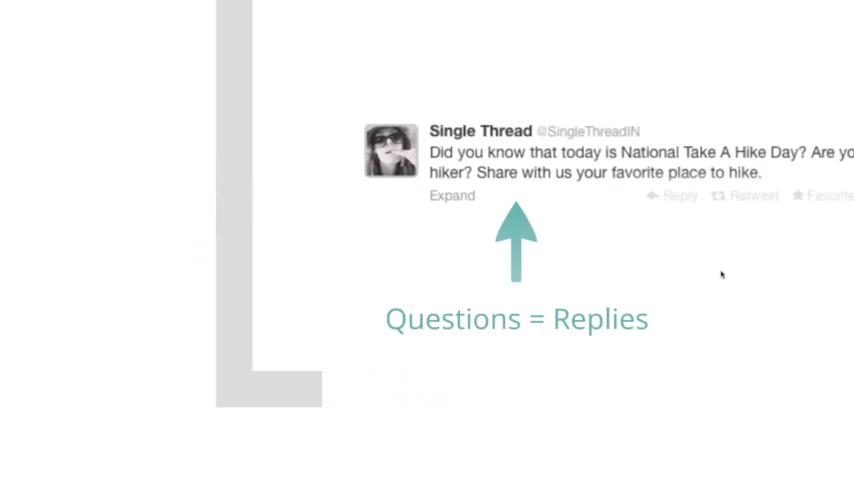 Single Thread @SingleThreadIN
Did you know that today is National Take A Hike Day? Are yo
hiker? Share with us your favorite place to hike.
Expand Reply Retweet Favorite
Questions = Replies